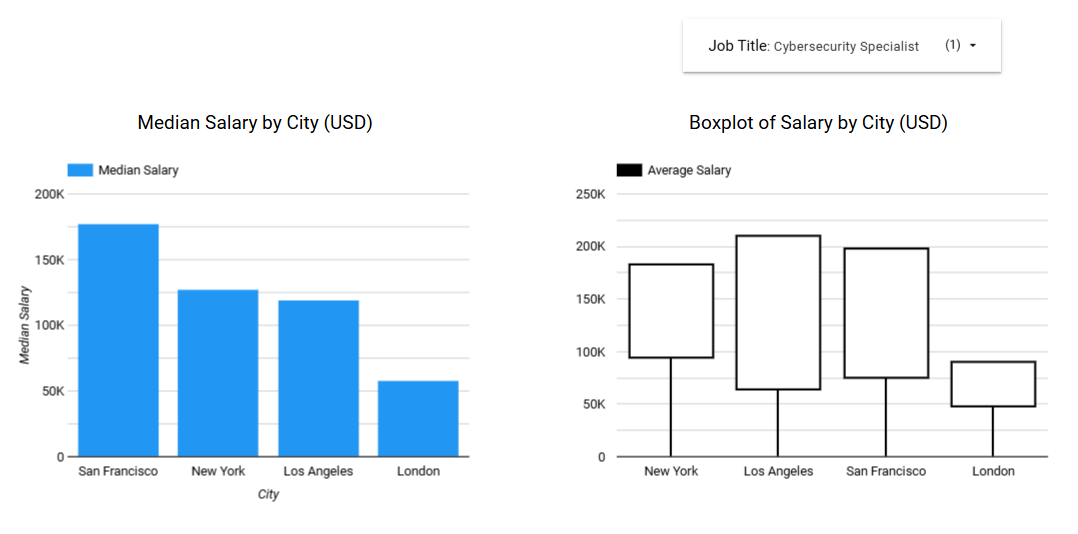 Job Title: Cybersecurity Specialist (1)
Median Salary by City (USD)
Median Salary
200K
150K
100K
50K
0
Median Salary
San Francisco New York Los Angeles London
City
Boxplot of Salary by City (USD)
Average Salary
250K
200K
150K
100K
50K
0
New York Los Angeles San Francisco London